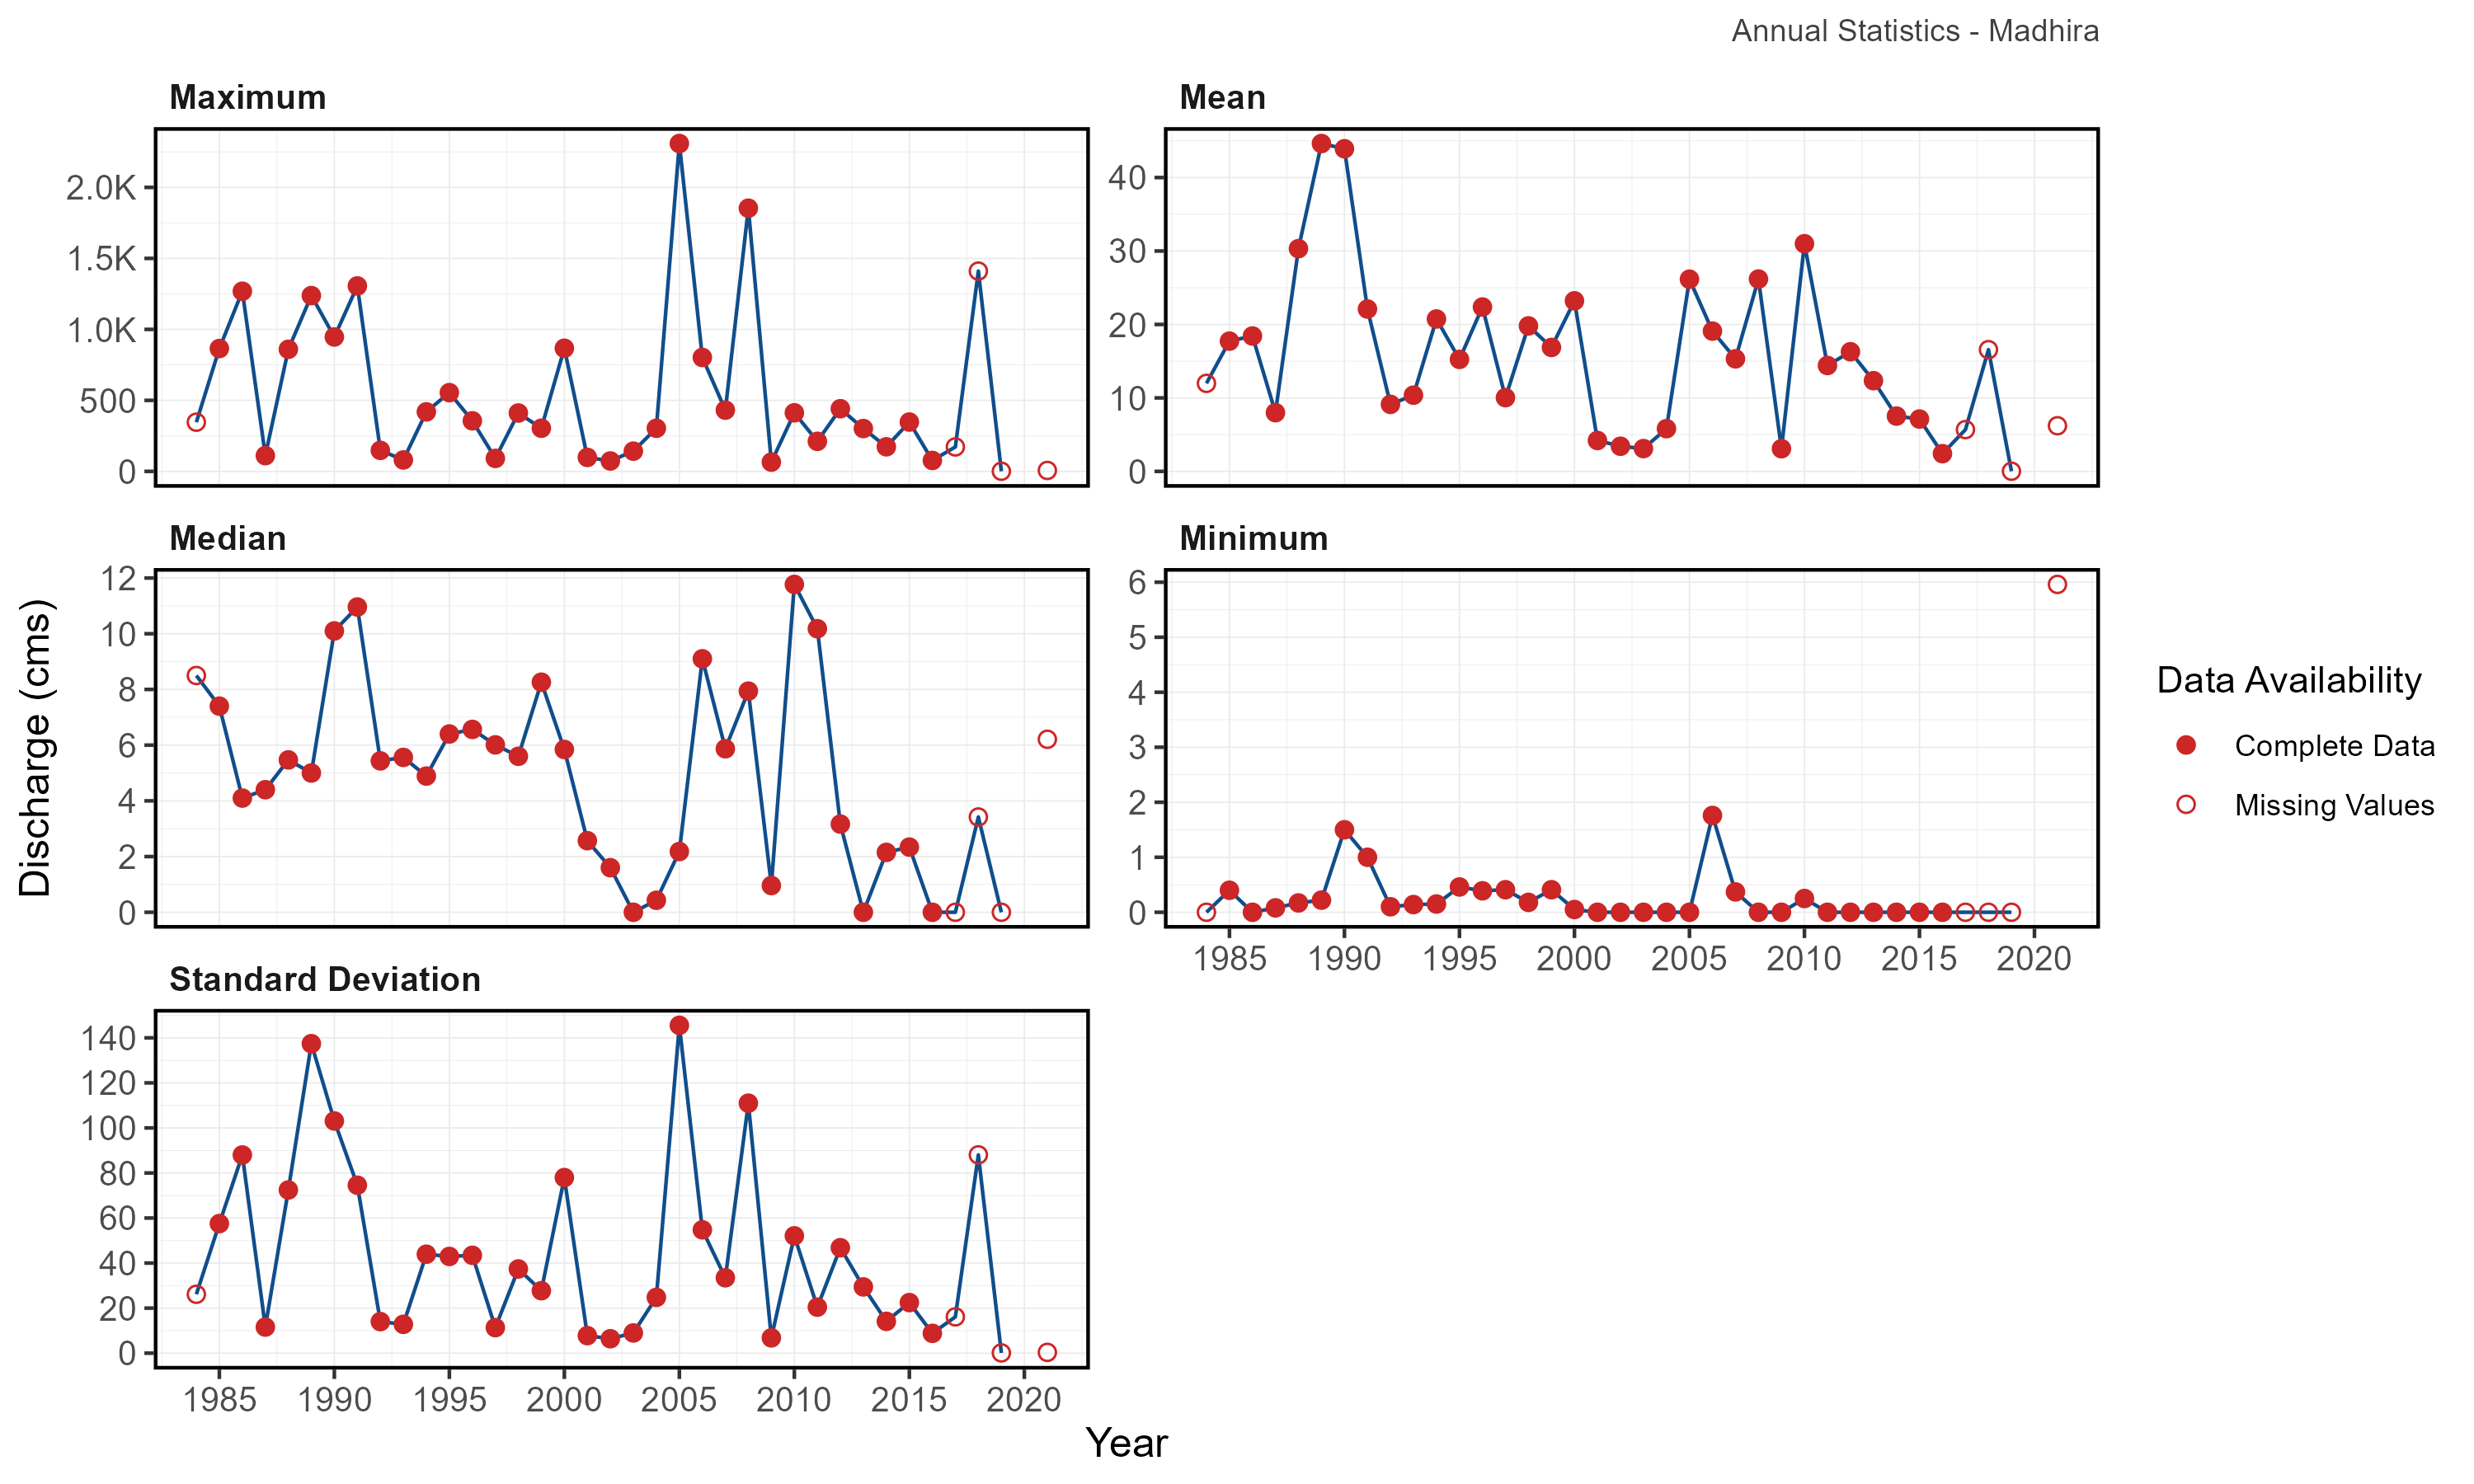 Annual Statistics - Madhira
Maximum
Mean
2.0K
1.5K
1.0K
500
0
40
30
20
10
0
Median
Minimum
12
10
8
6
4
2
0
6
5
4
3
2
1
0
1985 1990 1995 2000 2005 2010 2015 2020
Discharge (cms)
Data Availability
Complete Data
Missing Values
Standard Deviation
140
120
100
80
60
40
20
0
1985 1990 1995 2000 2005 2010 2015 2020
Year